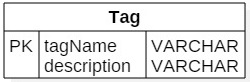 Tag
PK tagName VARCHAR
description VARCHAR